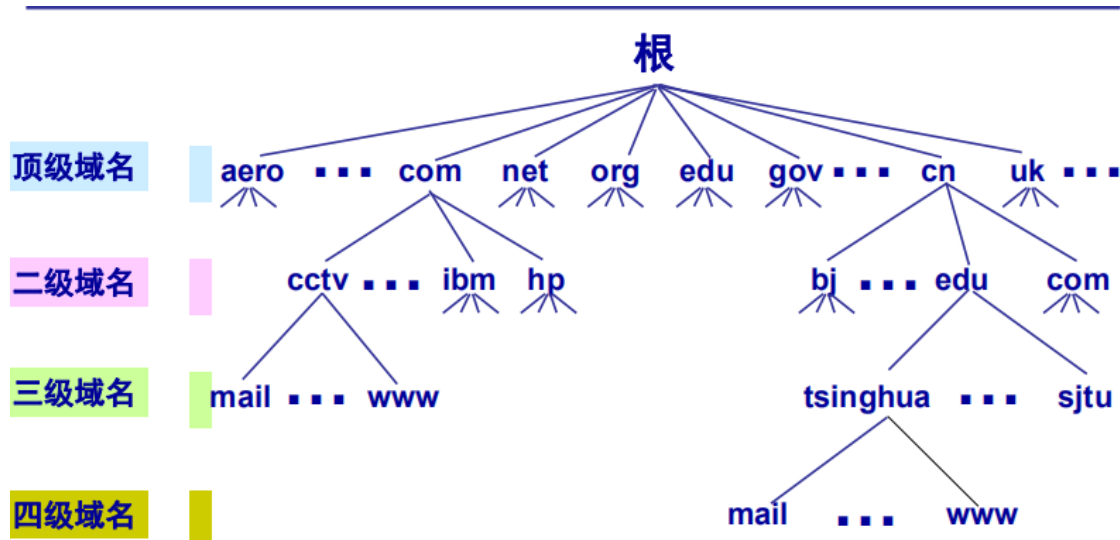 根
顶级域名 aero ▪▪▪ com net org edu gov ▪▪▪ cn uk ▪▪▪
二级域名 cctv ▪▪▪ ibm hp bj ▪▪▪ edu com
三级域名 mail ▪▪▪ www tsinghua ▪▪▪ sjtu
四级域名 mail ▪▪▪ www